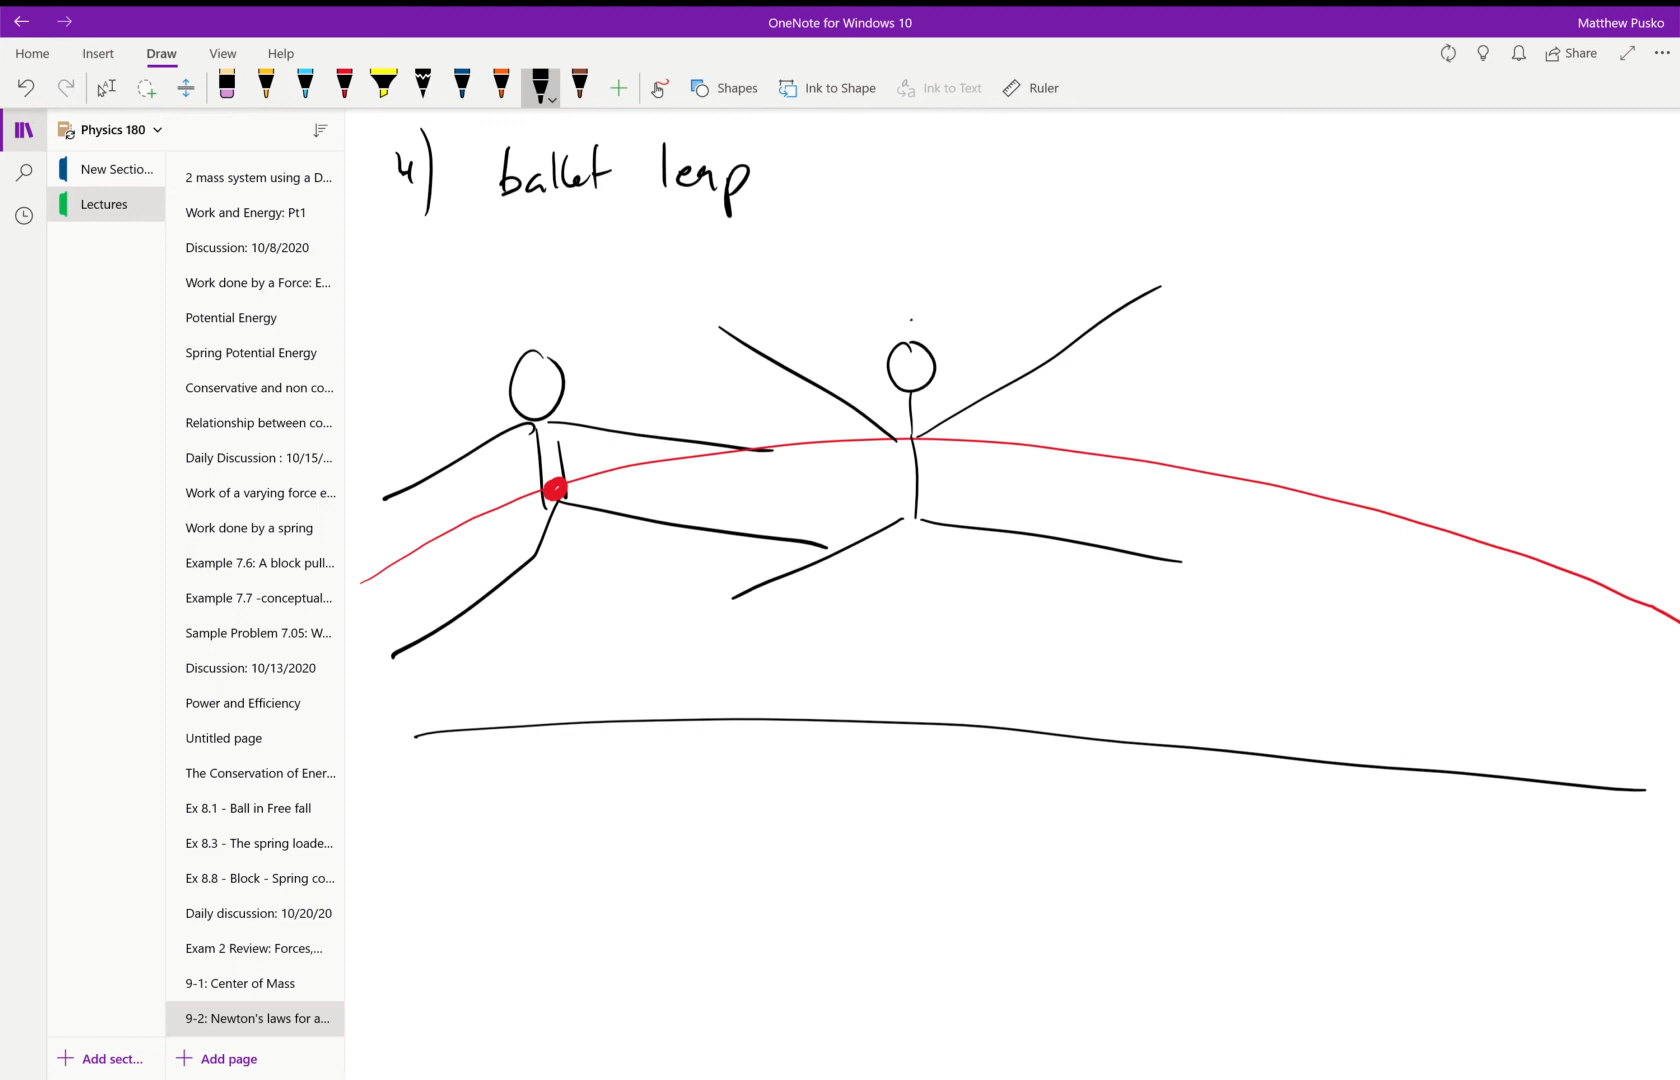 OneNote for Windows 10
Matthew Pusko
Home Insert Draw View Help
Share
Shapes Ink to Shape Ink to Text Ruler
Physics 180
New Sectio...
Lectures
2 mass system using a D...
Work and Energy: Pt1
Discussion: 10/8/2020
Work done by a Force: E...
Potential Energy
Spring Potential Energy
Conservative and non co...
Relationship between co...
Daily Discussion : 10/15/...
Work of a varying force e...
Work done by a spring
Example 7.6: A block pull...
Example 7.7 -conceptual...
Sample Problem 7.05: W...
Discussion: 10/13/2020
Power and Efficiency
Untitled page
The Conservation of Ener...
Ex 8.1 - Ball in Free fall
Ex 8.3 - The spring loade...
Ex 8.8 - Block - Spring co...
Daily discussion: 10/20/20
Exam 2 Review: Forces,...
9-1: Center of Mass
9-2: Newton's laws for a...
Add sect...
Add page
4) ballet leap